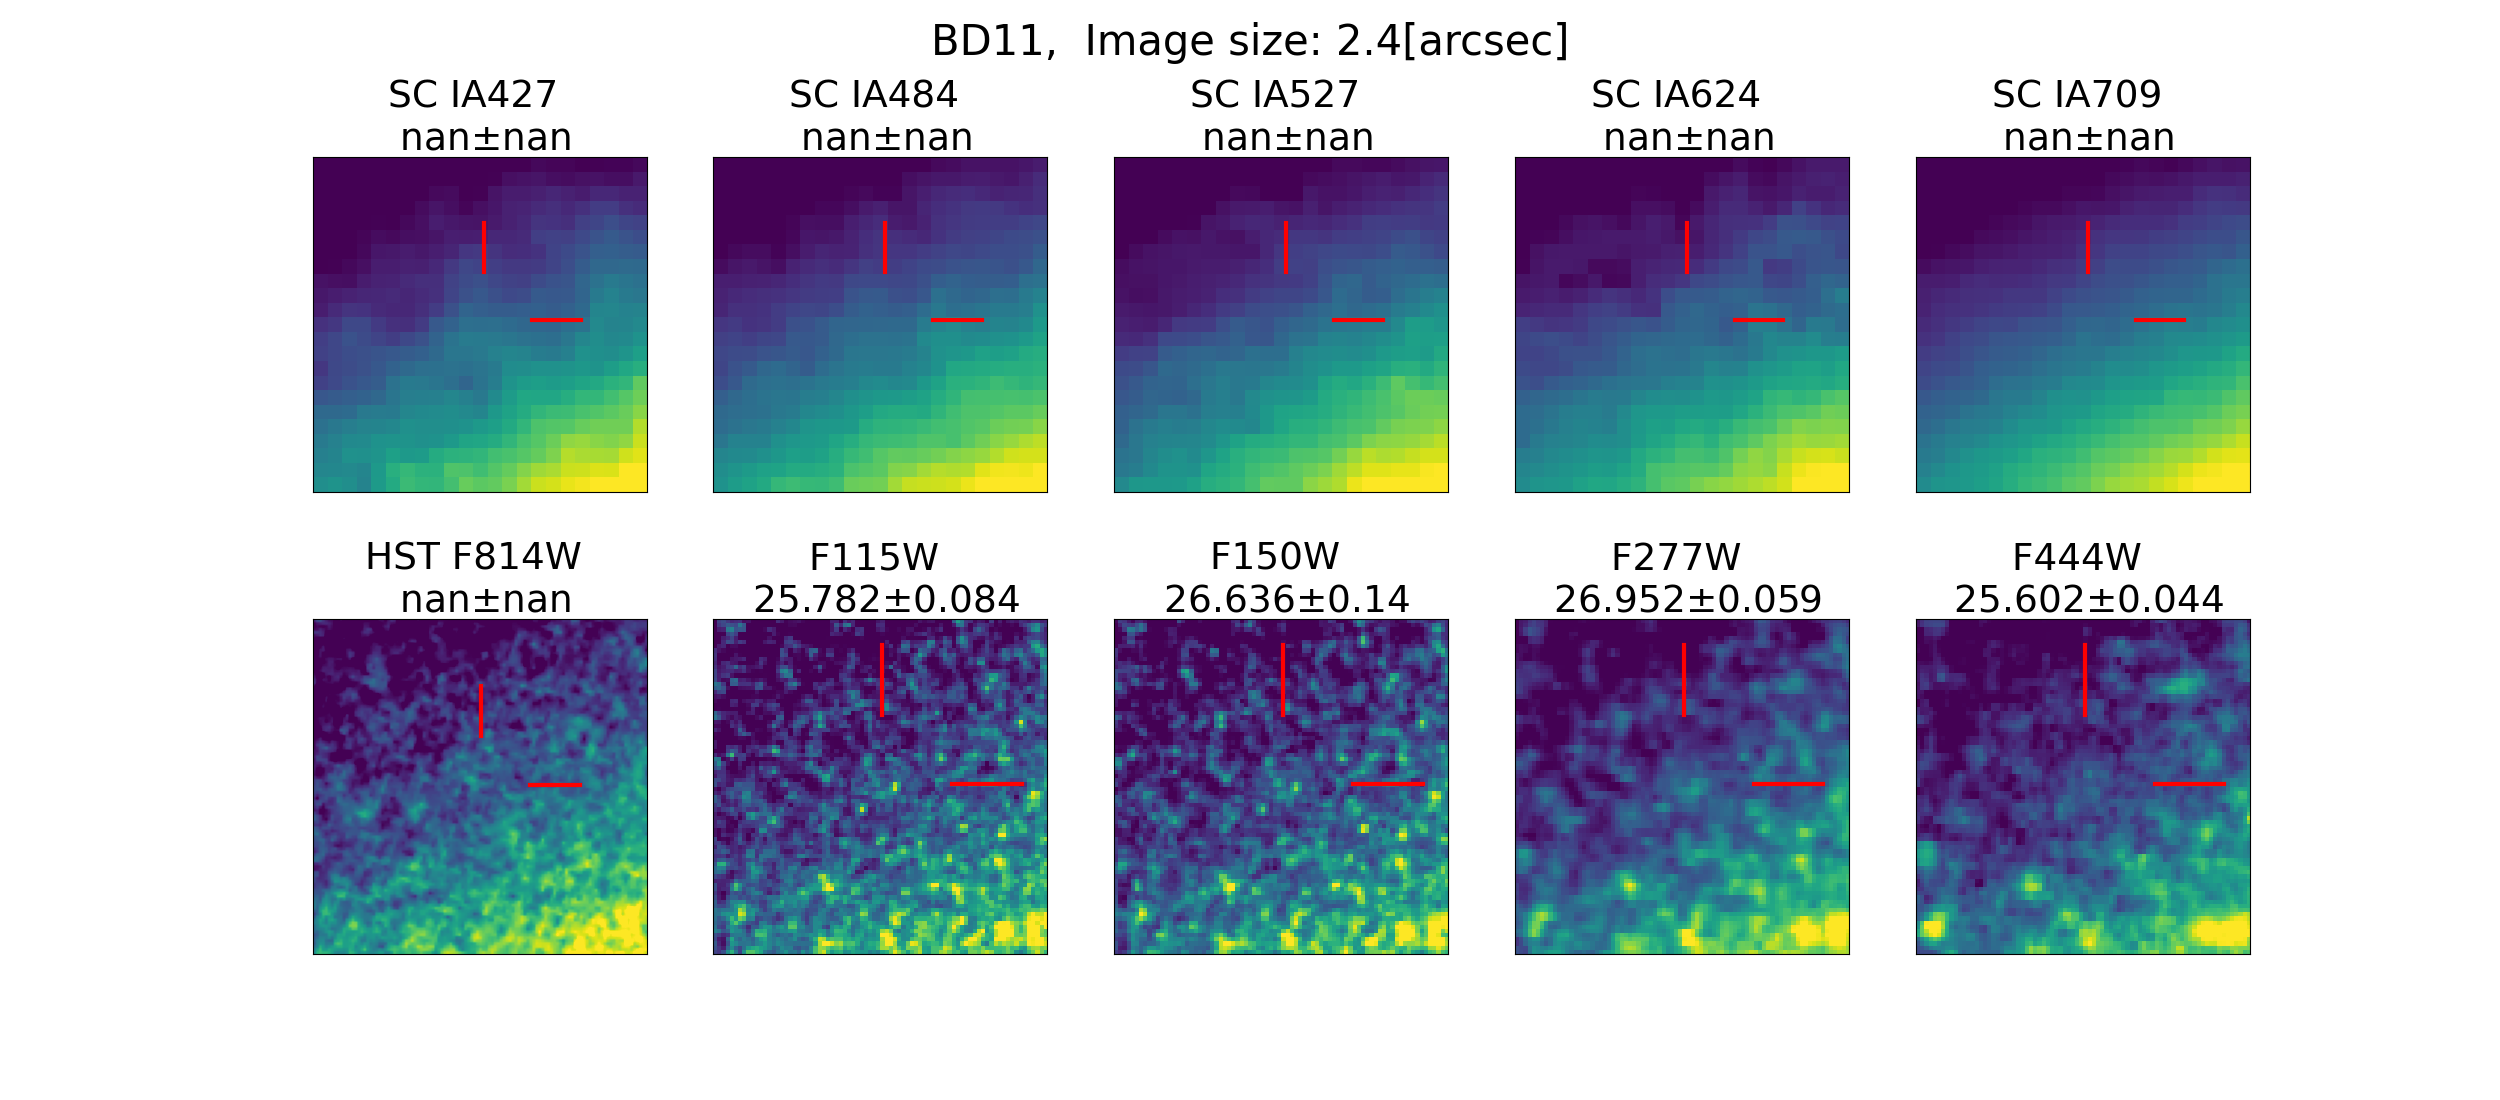 BD11,  Image size: 2.4[arcsec]
SC IA427
nan±nan
SC IA484
nan±nan
SC IA527
nan±nan
SC IA624
nan±nan
SC IA709
nan±nan
HST F814W
nan±nan
F115W
25.782±0.084
F150W
26.636±0.14
F277W
26.952±0.059
F444W
25.602±0.044